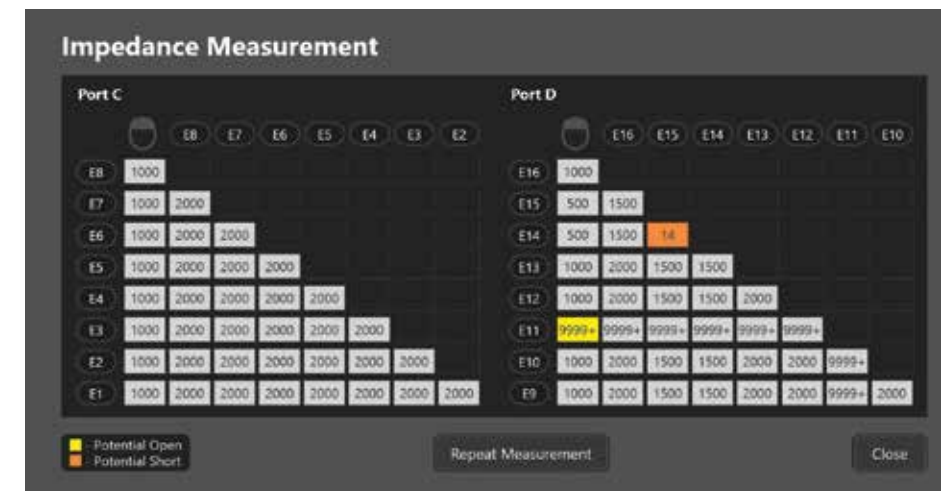 Impedance Measurement
Port C
Port D
E8 E7 E6 E5 E4 E3 E2
E16 E15 E14 E13 E12 E11 E10
E8 1000
E16 1000
E7 1000 2000
E15 500 1500
E6 1000 2000 2000
E14 500 1500 14
E5 1000 2000 2000 2000
E13 1000 2000 1500 1500
E4 1000 2000 2000 2000 2000
E12 1000 2000 1500 1500 2000
E3 1000 2000 2000 2000 2000 2000
E11 9999+ 9999+ 9999+ 9999+ 9999+ 9999+
E2 1000 2000 2000 2000 2000 2000 2000
E10 1000 2000 1500 1500 2000 2000 9999+
E1 1000 2000 2000 2000 2000 2000 2000 2000
E9 1000 2000 1500 1500 2000 2000 9999+ 2000
Potential Open
Potential Short
Repeat Measurement
Close